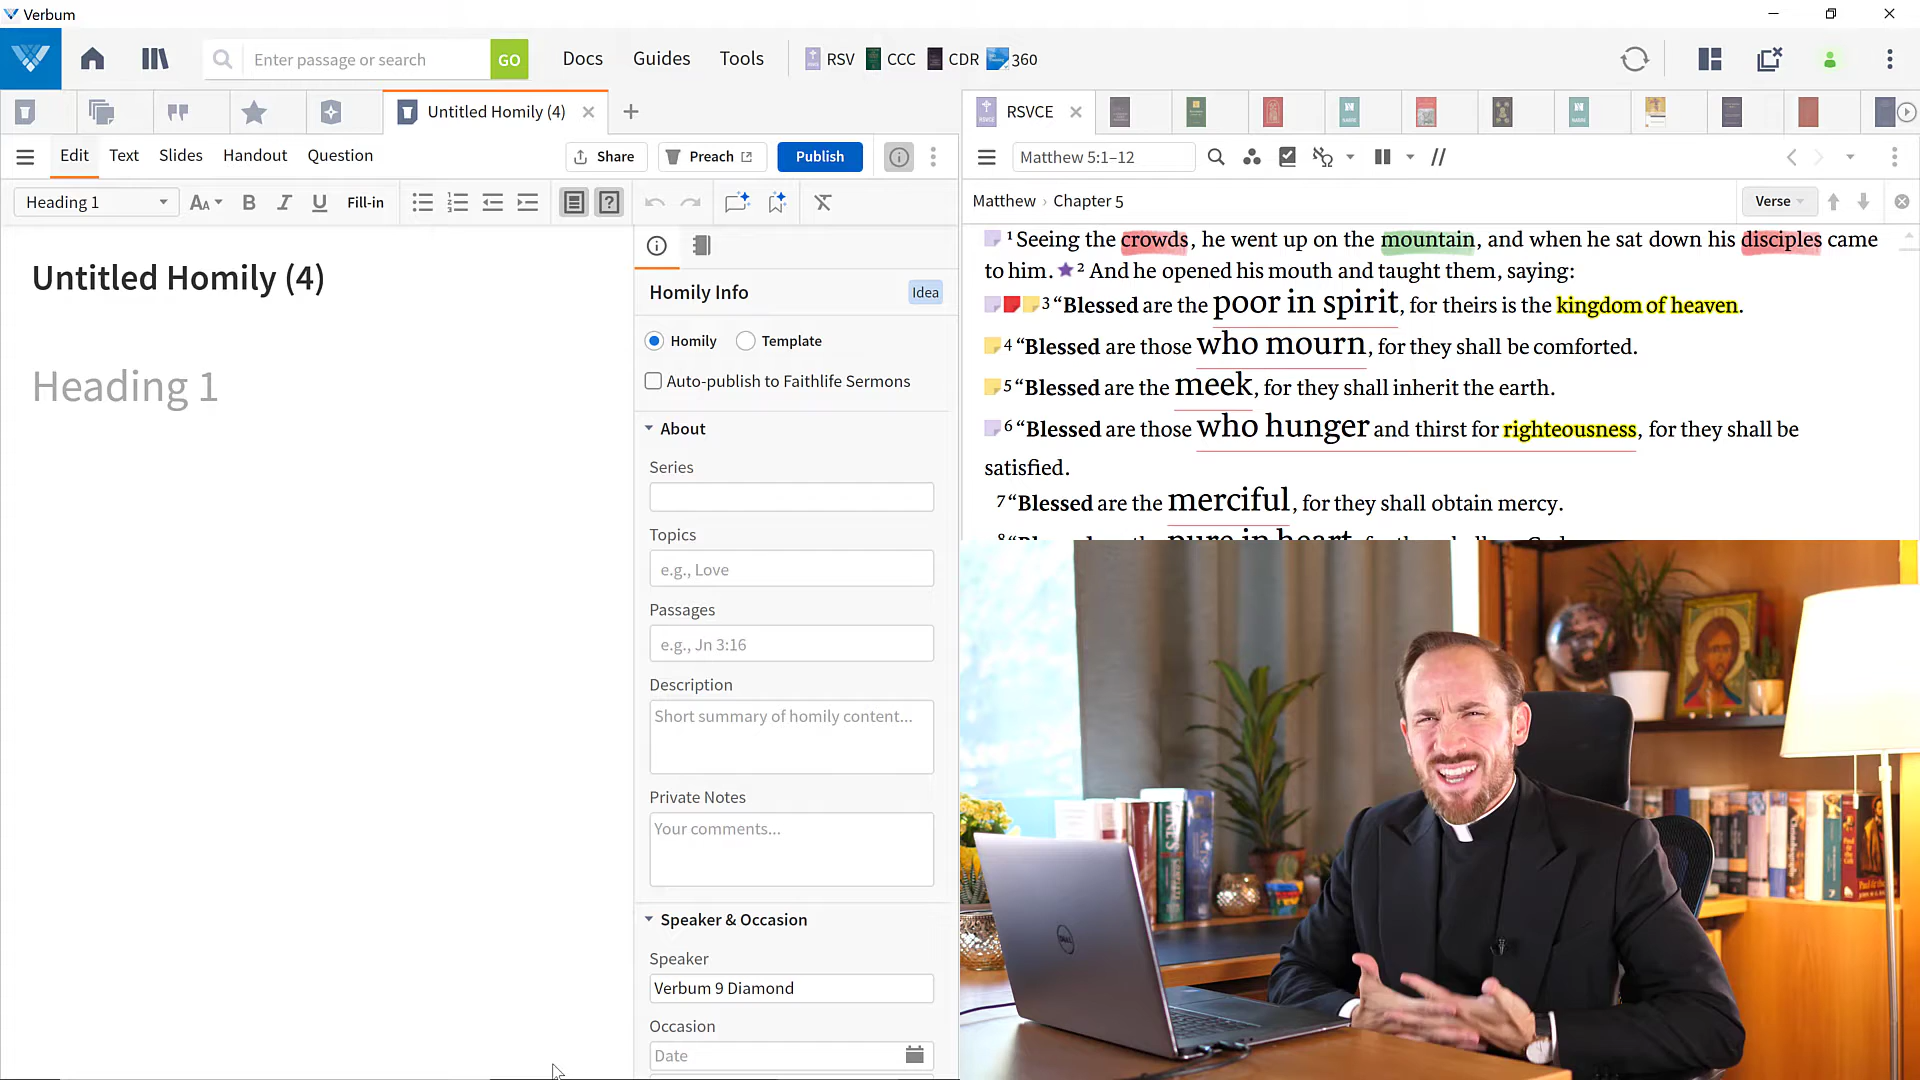 Verbum
Enter passage or search
GO
Docs
Guides
Tools
RSV
CCC
CDR
360
Untitled Homily (4)
RSVCE
Edit
Text
Slides
Handout
Question
Share
Preach
Publish
Matthew 5:1–12
Heading 1
AA
B
I
U
Fill-in
Matthew › Chapter 5
Verse
Untitled Homily (4)
Heading 1
Homily Info
Idea
Homily
Template
Auto-publish to Faithlife Sermons
About
Series
Topics
e.g., Love
Passages
e.g., Jn 3:16
Description
Short summary of homily content...
Private Notes
Your comments...
Speaker & Occasion
Speaker
Verbum 9 Diamond
Occasion
Date
1 Seeing the crowds, he went up on the mountain, and when he sat down his disciples came
to him. 2 And he opened his mouth and taught them, saying:
3 “Blessed are the poor in spirit, for theirs is the kingdom of heaven.
4 “Blessed are those who mourn, for they shall be comforted.
5 “Blessed are the meek, for they shall inherit the earth.
6 “Blessed are those who hunger and thirst for righteousness, for they shall be
satisfied.
7 “Blessed are the merciful, for they shall obtain mercy.
DELL